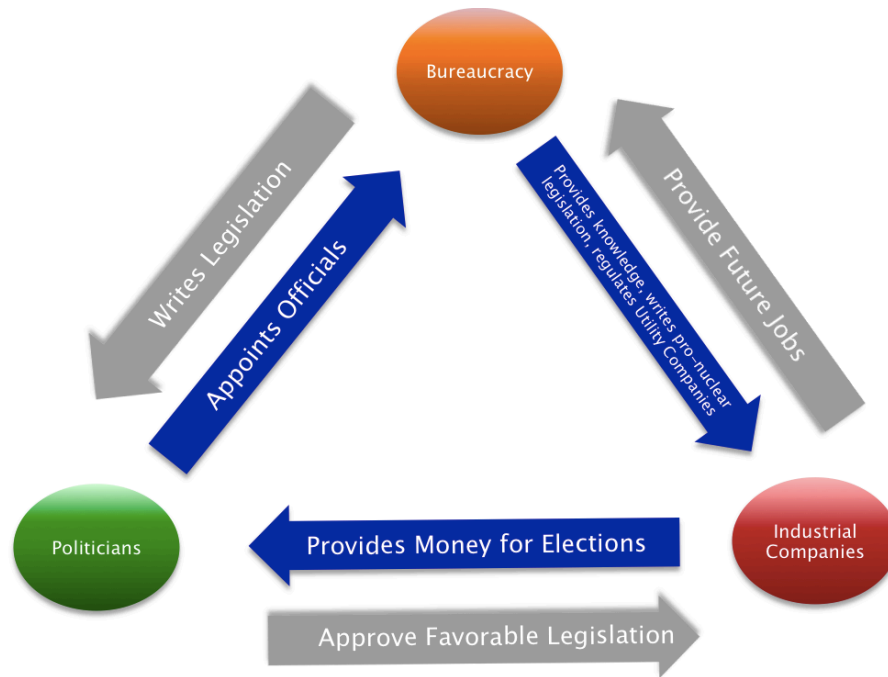 Bureaucracy
Writes Legislation
Appoints Officials
Provides knowledge, writes pro-nuclear
legislation, regulates Utility Companies
Provide Future Jobs
Politicians
Provides Money for Elections
Industrial
Companies
Approve Favorable Legislation